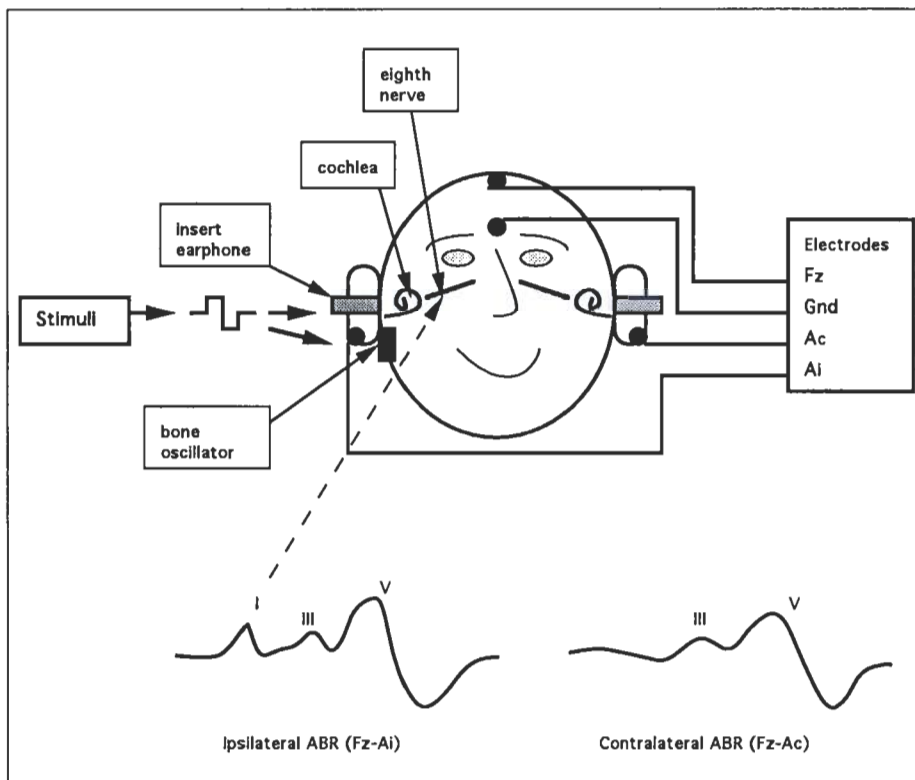 eighth
nerve
cochlea
insert
earphone
Stimuli
bone
oscillator
Electrodes
Fz
Gnd
Ac
Ai
I
III
V
III
V
Ipsilateral ABR (Fz-Ai)
Contralateral ABR (Fz-Ac)